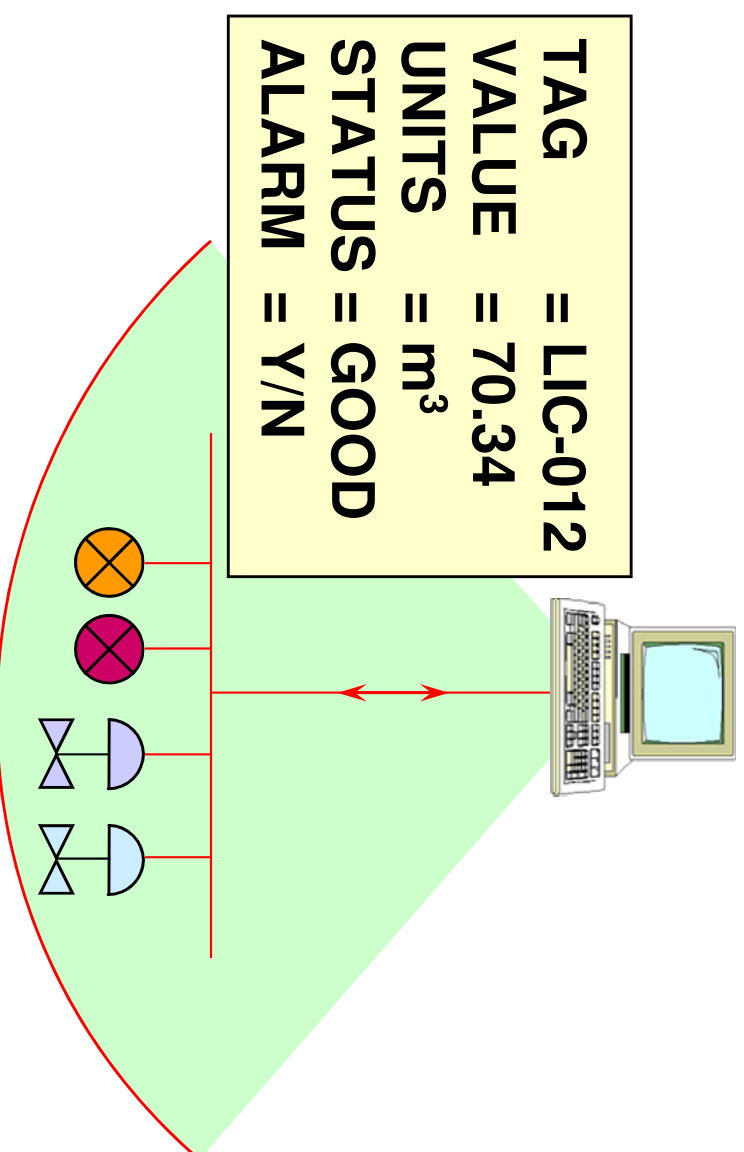 TAG = LIC-012
VALUE = 70.34
UNITS = m³
STATUS = GOOD
ALARM = Y/N